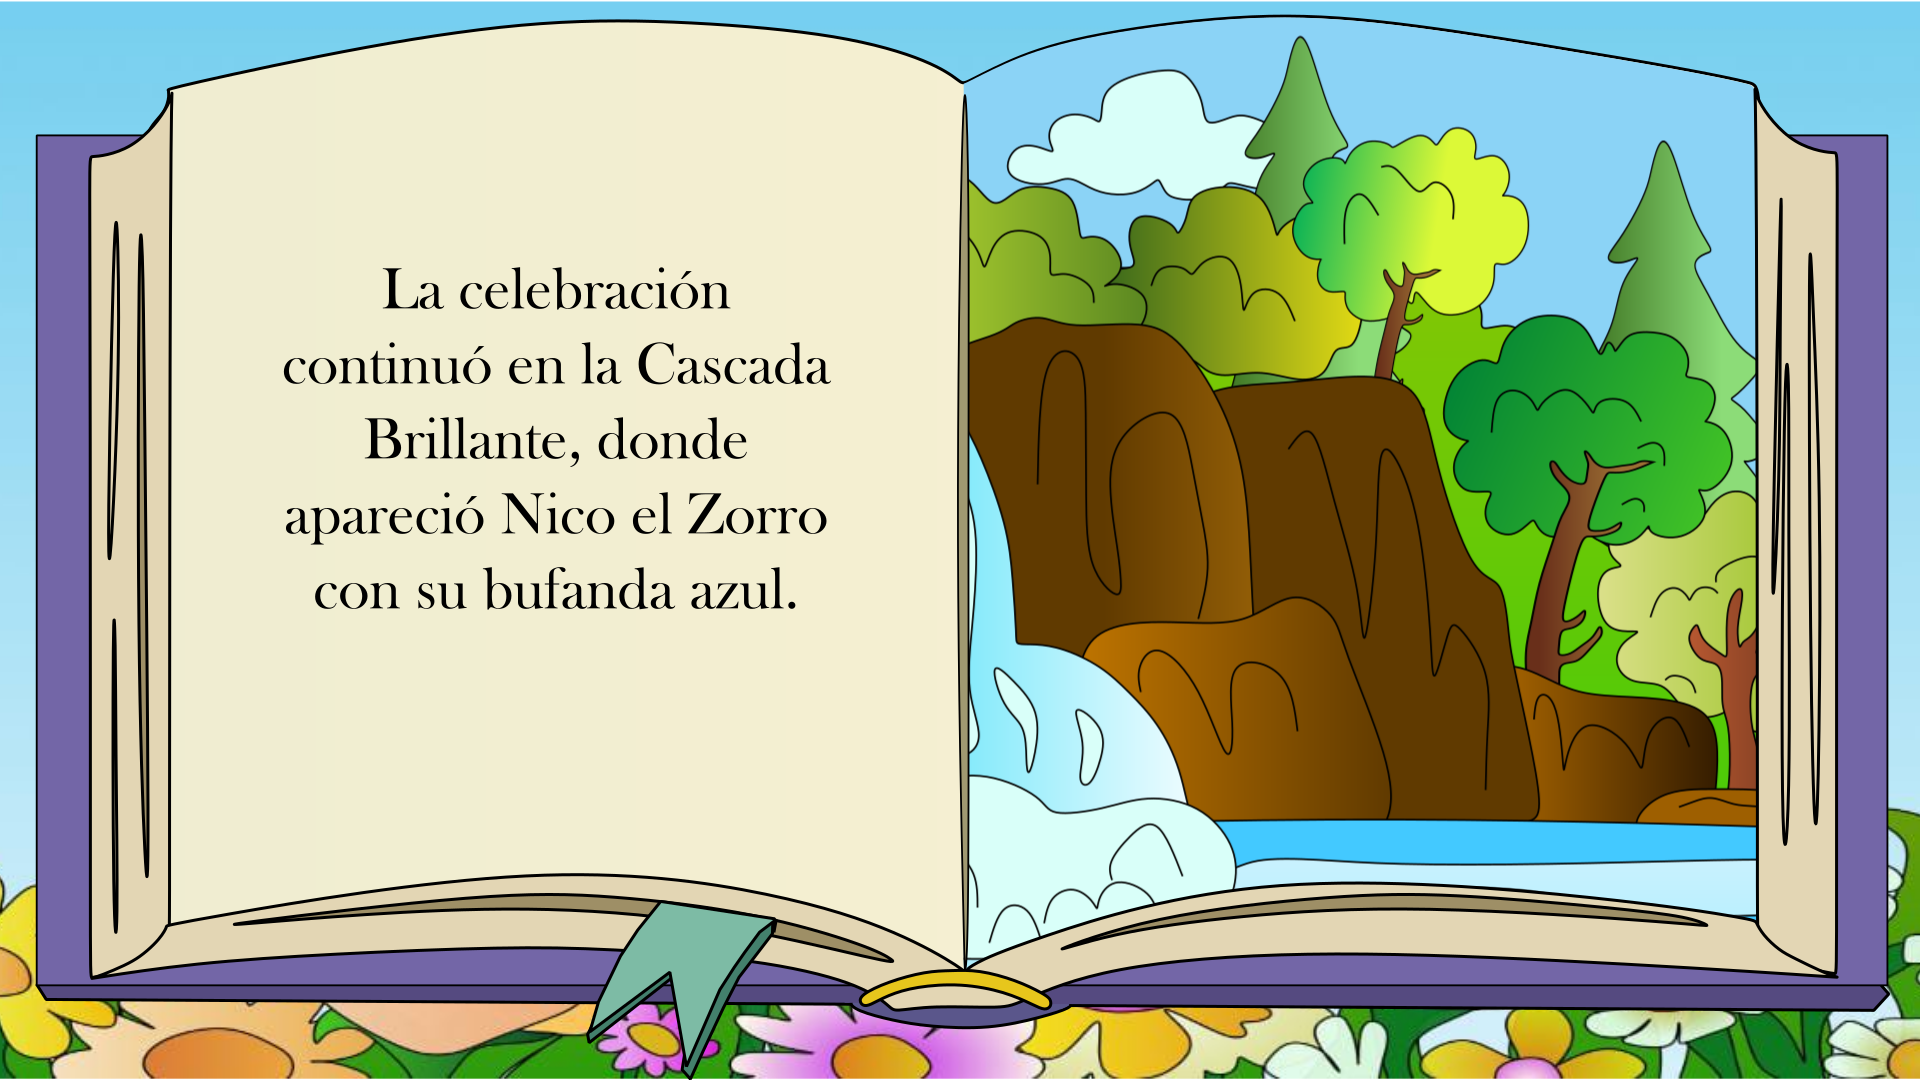 La celebración
continuó en la Cascada
Brillante, donde
apareció Nico el Zorro
con su bufanda azul.